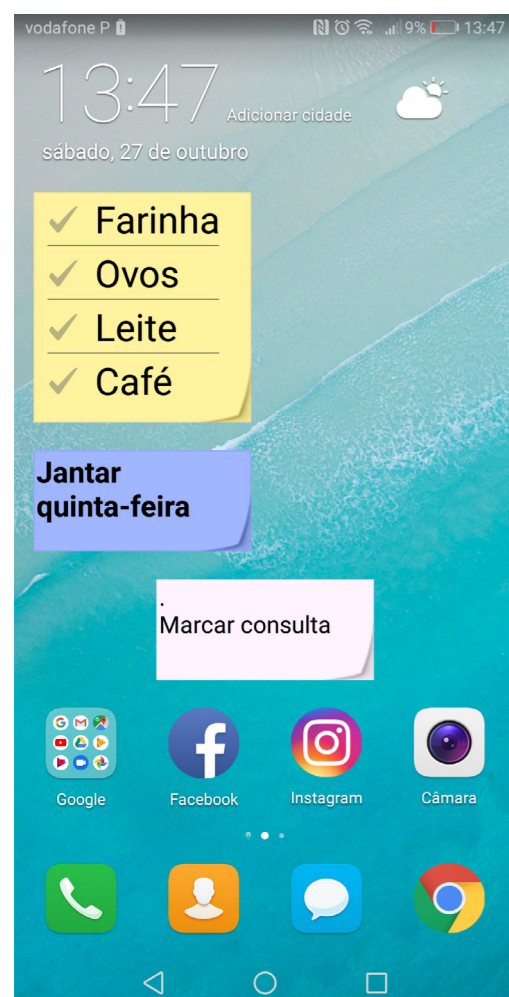 vodafone P 9% 13:47
13:47 Adicionar cidade
sábado, 27 de outubro
Farinha
Ovos
Leite
Café
Jantar
quinta-feira
.
Marcar consulta
Google Facebook Instagram Câmara